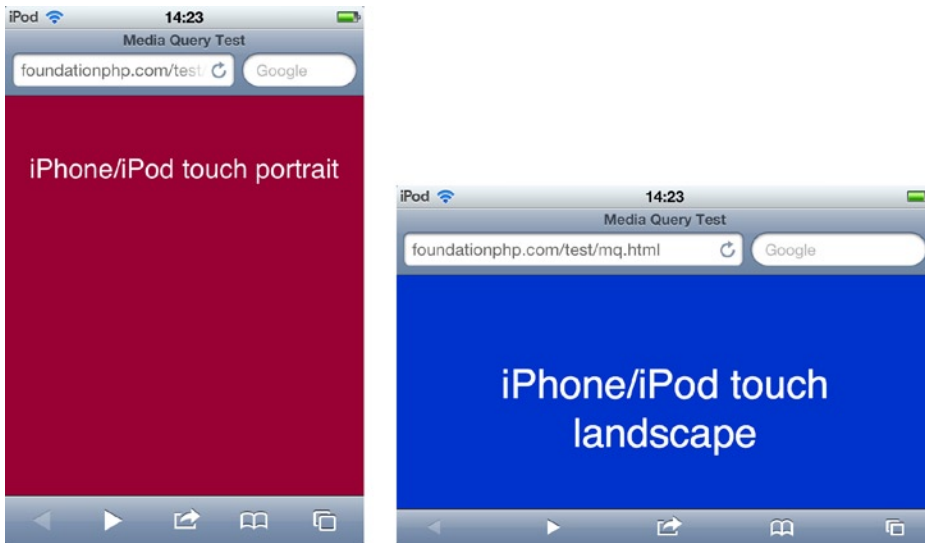 iPod 14:23
Media Query Test
foundationphp.com/test/ Google
iPhone/iPod touch portrait
iPod 14:23
Media Query Test
foundationphp.com/test/mq.html Google
iPhone/iPod touch
landscape